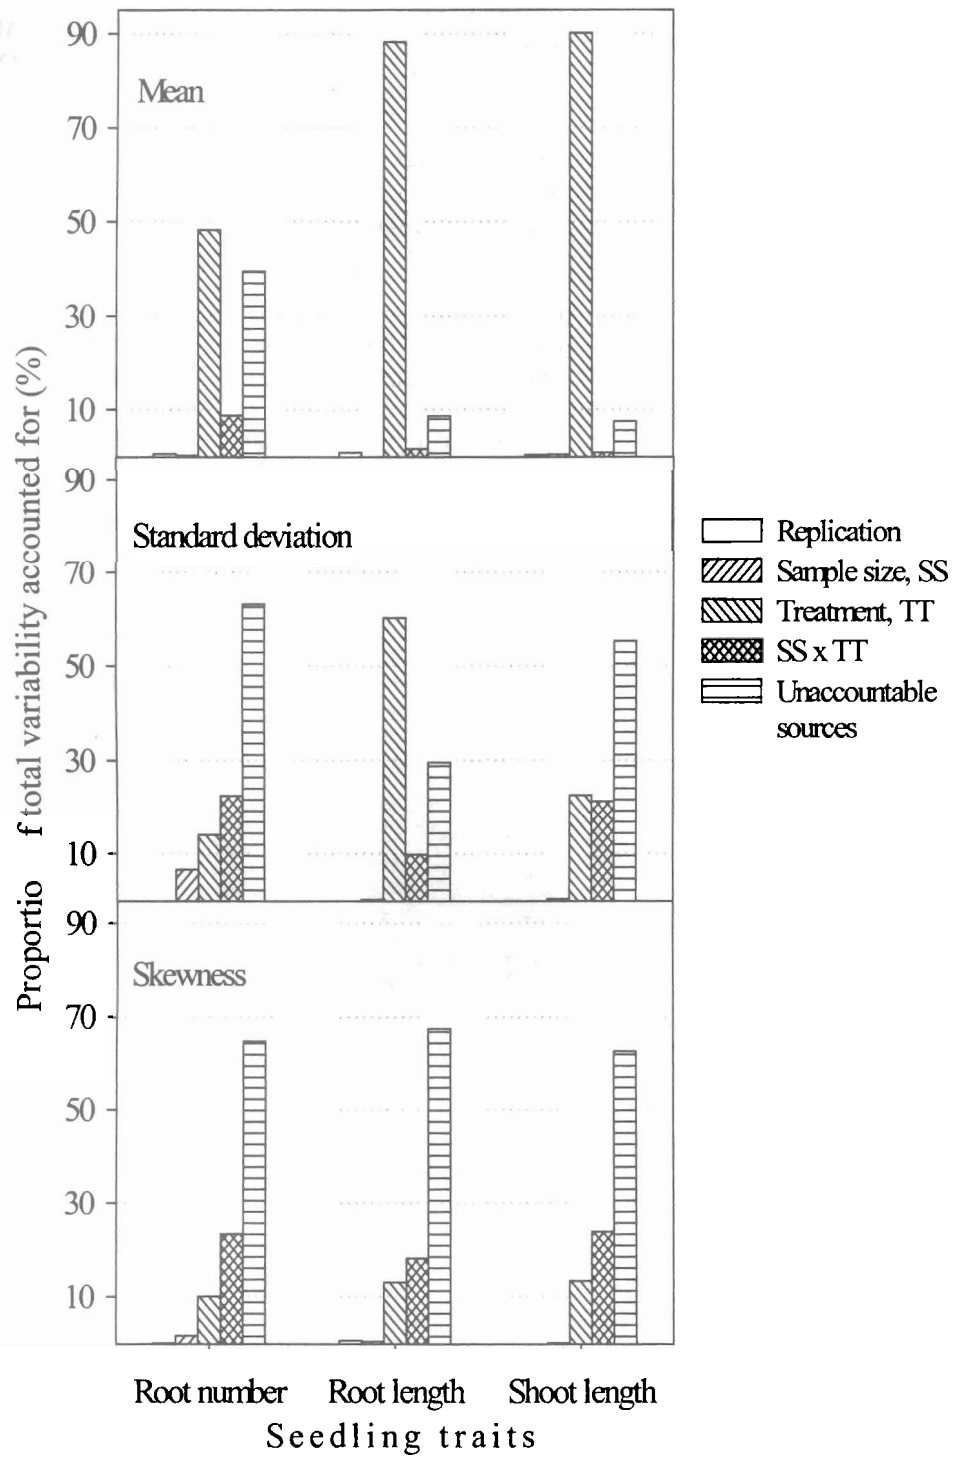 90
Mean
70
50
30
10
90
Standard deviation
70
50
30
10
90
Skewness
70
50
30
10
Proportio f total variability accounted for (%)
Root number Root length Shoot length
Seedling traits
Replication
Sample size, SS
Treatment, TT
SS x TT
Unaccountable
sources